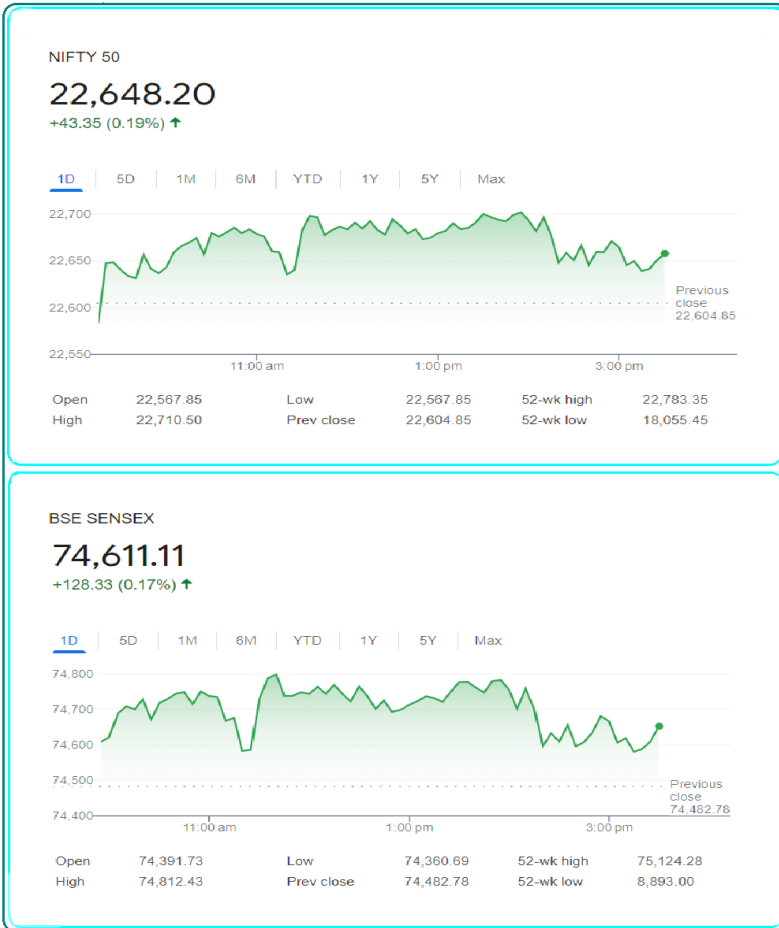 NIFTY 50
22,648.20
+43.35 (0.19%) ↑
1D 5D 1M 6M YTD 1Y 5Y Max
22,700
22,650
22,600
22,550
Previous
close
22,604.85
11:00 am 1:00 pm 3:00 pm
Open 22,567.85 Low 22,567.85 52-wk high 22,783.35
High 22,710.50 Prev close 22,604.85 52-wk low 18,055.45
BSE SENSEX
74,611.11
+128.33 (0.17%) ↑
1D 5D 1M 6M YTD 1Y 5Y Max
74,800
74,700
74,600
74,500
74,400
Previous
close
74,482.78
11:00 am 1:00 pm 3:00 pm
Open 74,391.73 Low 74,360.69 52-wk high 75,124.28
High 74,812.43 Prev close 74,482.78 52-wk low 8,893.00